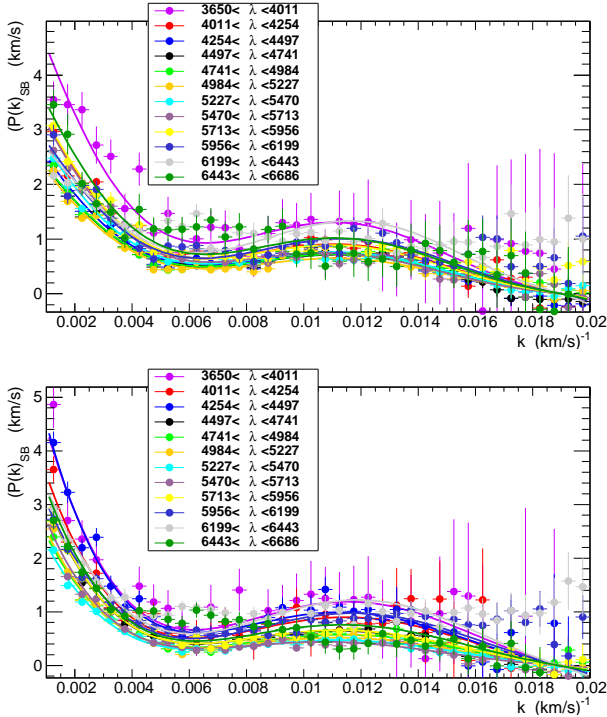 (P(k)_SB (km/s)
3650< λ <4011
4011< λ <4254
4254< λ <4497
4497< λ <4741
4741< λ <4984
4984< λ <5227
5227< λ <5470
5470< λ <5713
5713< λ <5956
5956< λ <6199
6199< λ <6443
6443< λ <6686
4
3
2
1
0
0.002 0.004 0.006 0.008 0.01 0.012 0.014 0.016 0.018 0.02
k (km/s)^-1
(P(k)_SB (km/s)
3650< λ <4011
4011< λ <4254
4254< λ <4497
4497< λ <4741
4741< λ <4984
4984< λ <5227
5227< λ <5470
5470< λ <5713
5713< λ <5956
5956< λ <6199
6199< λ <6443
6443< λ <6686
5
4
3
2
1
0
0.002 0.004 0.006 0.008 0.01 0.012 0.014 0.016 0.018 0.02
k (km/s)^-1